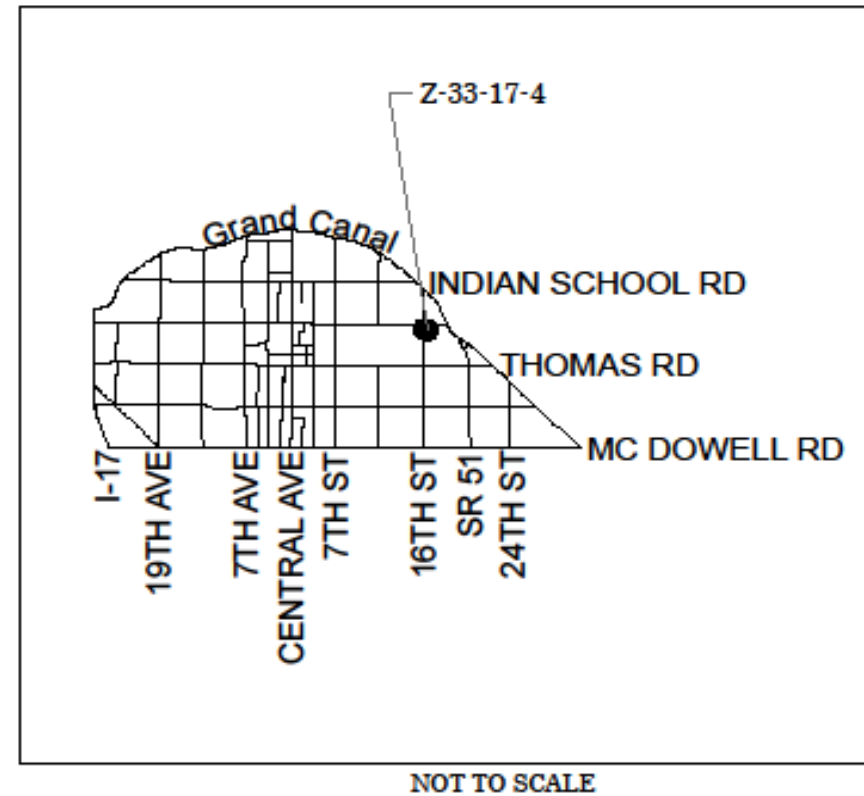 Z-33-17-4
Grand Canal
INDIAN SCHOOL RD
THOMAS RD
MC DOWELL RD
I-17
19TH AVE
7TH AVE
CENTRAL AVE
7TH ST
16TH ST
SR 51
24TH ST
NOT TO SCALE